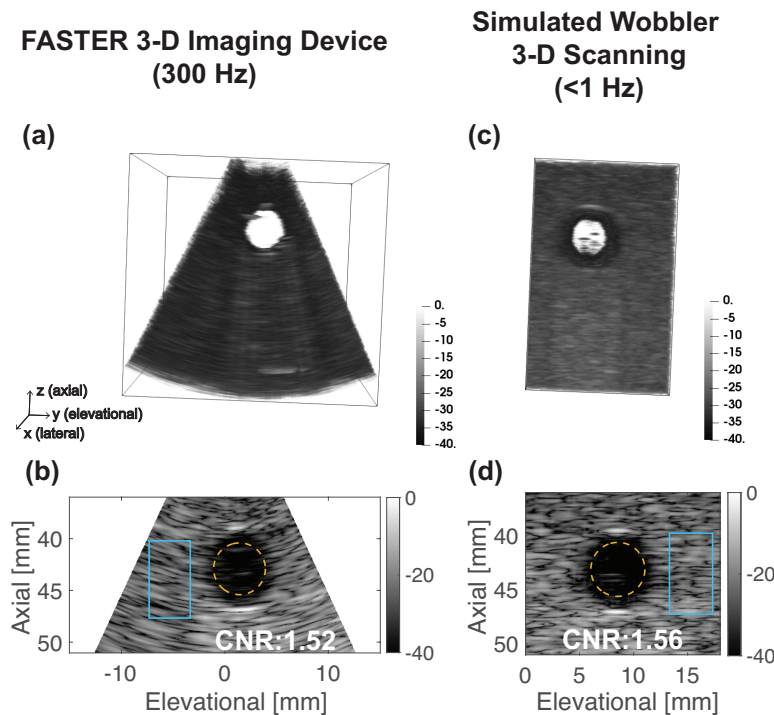 FASTER 3-D Imaging Device
(300 Hz)
Simulated Wobbler
3-D Scanning
(<1 Hz)
(a)
0.
-5
-10
-15
-20
-25
-30
-35
-40.
z (axial)
y (elevational)
x (lateral)
(c)
0.
-5
-10
-15
-20
-25
-30
-35
-40.
(b)
Axial [mm]
40
45
50
CNR:1.52
-10
0
10
Elevational [mm]
0
-20
-40
(d)
Axial [mm]
40
45
50
CNR:1.56
0
5
10
15
Elevational [mm]
0
-20
-40